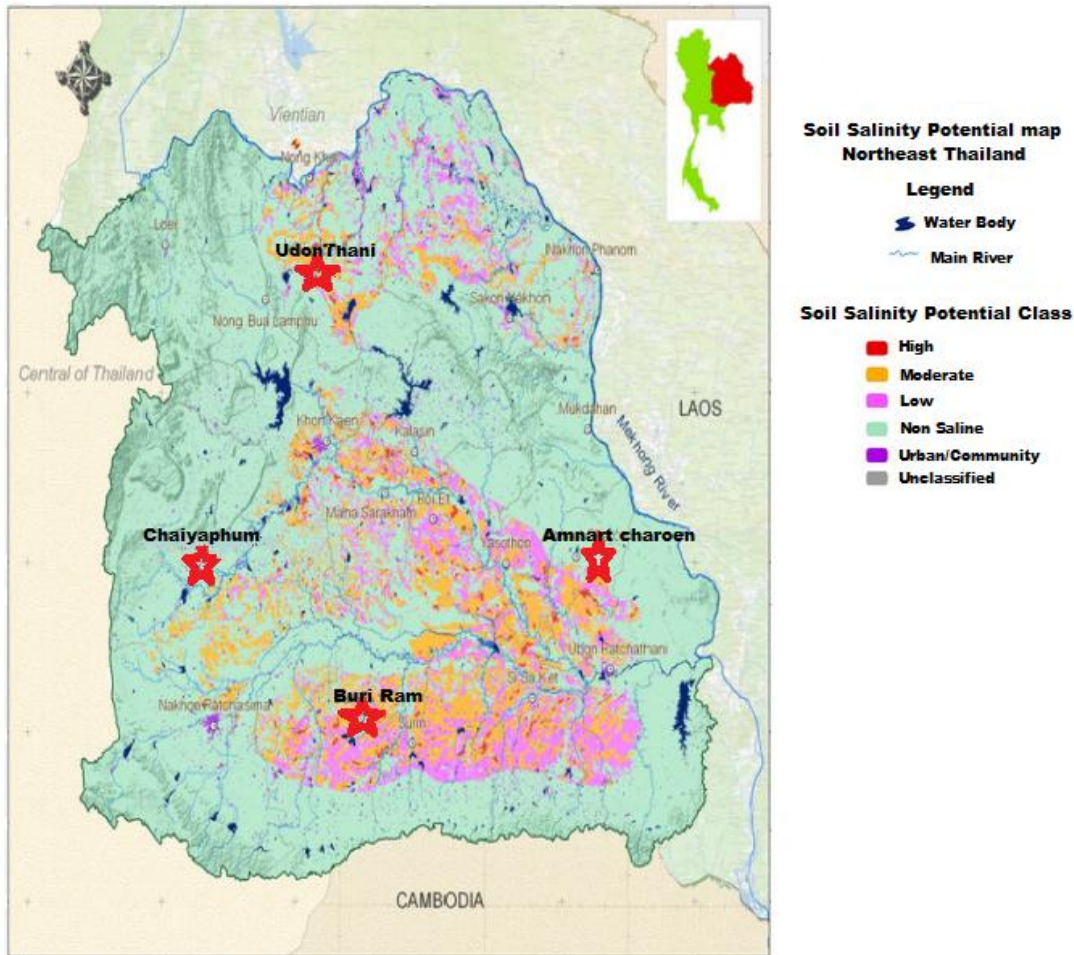 Vientian
Nong Khai
Loei
UdonThani
Nakhon Phanom
Sakon Nakhon
Nong Bua Lamphu
Central of Thailand
Mukdahan
LAOS
Khon Kaen
Kalasin
Mekhong River
Maha Sarakham
Roi Et
Chaiyaphum
Amnart charoen
Yasothon
Ubon Ratchathani
Si Sa Ket
Buri Ram
Nakhon Ratchasima
Surin
CAMBODIA
Soil Salinity Potential map
Northeast Thailand
Legend
Water Body
Main River
Soil Salinity Potential Class
High
Moderate
Low
Non Saline
Urban/Community
Unclassified